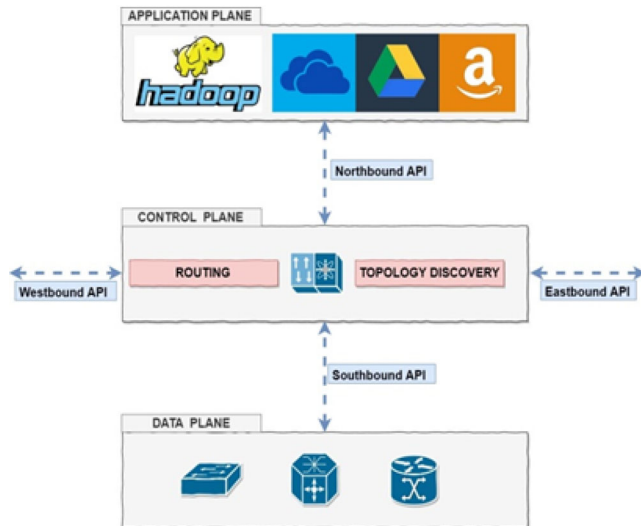 APPLICATION PLANE
hadoop
a
Northbound API
CONTROL PLANE
ROUTING
TOPOLOGY DISCOVERY
Westbound API
Eastbound API
Southbound API
DATA PLANE